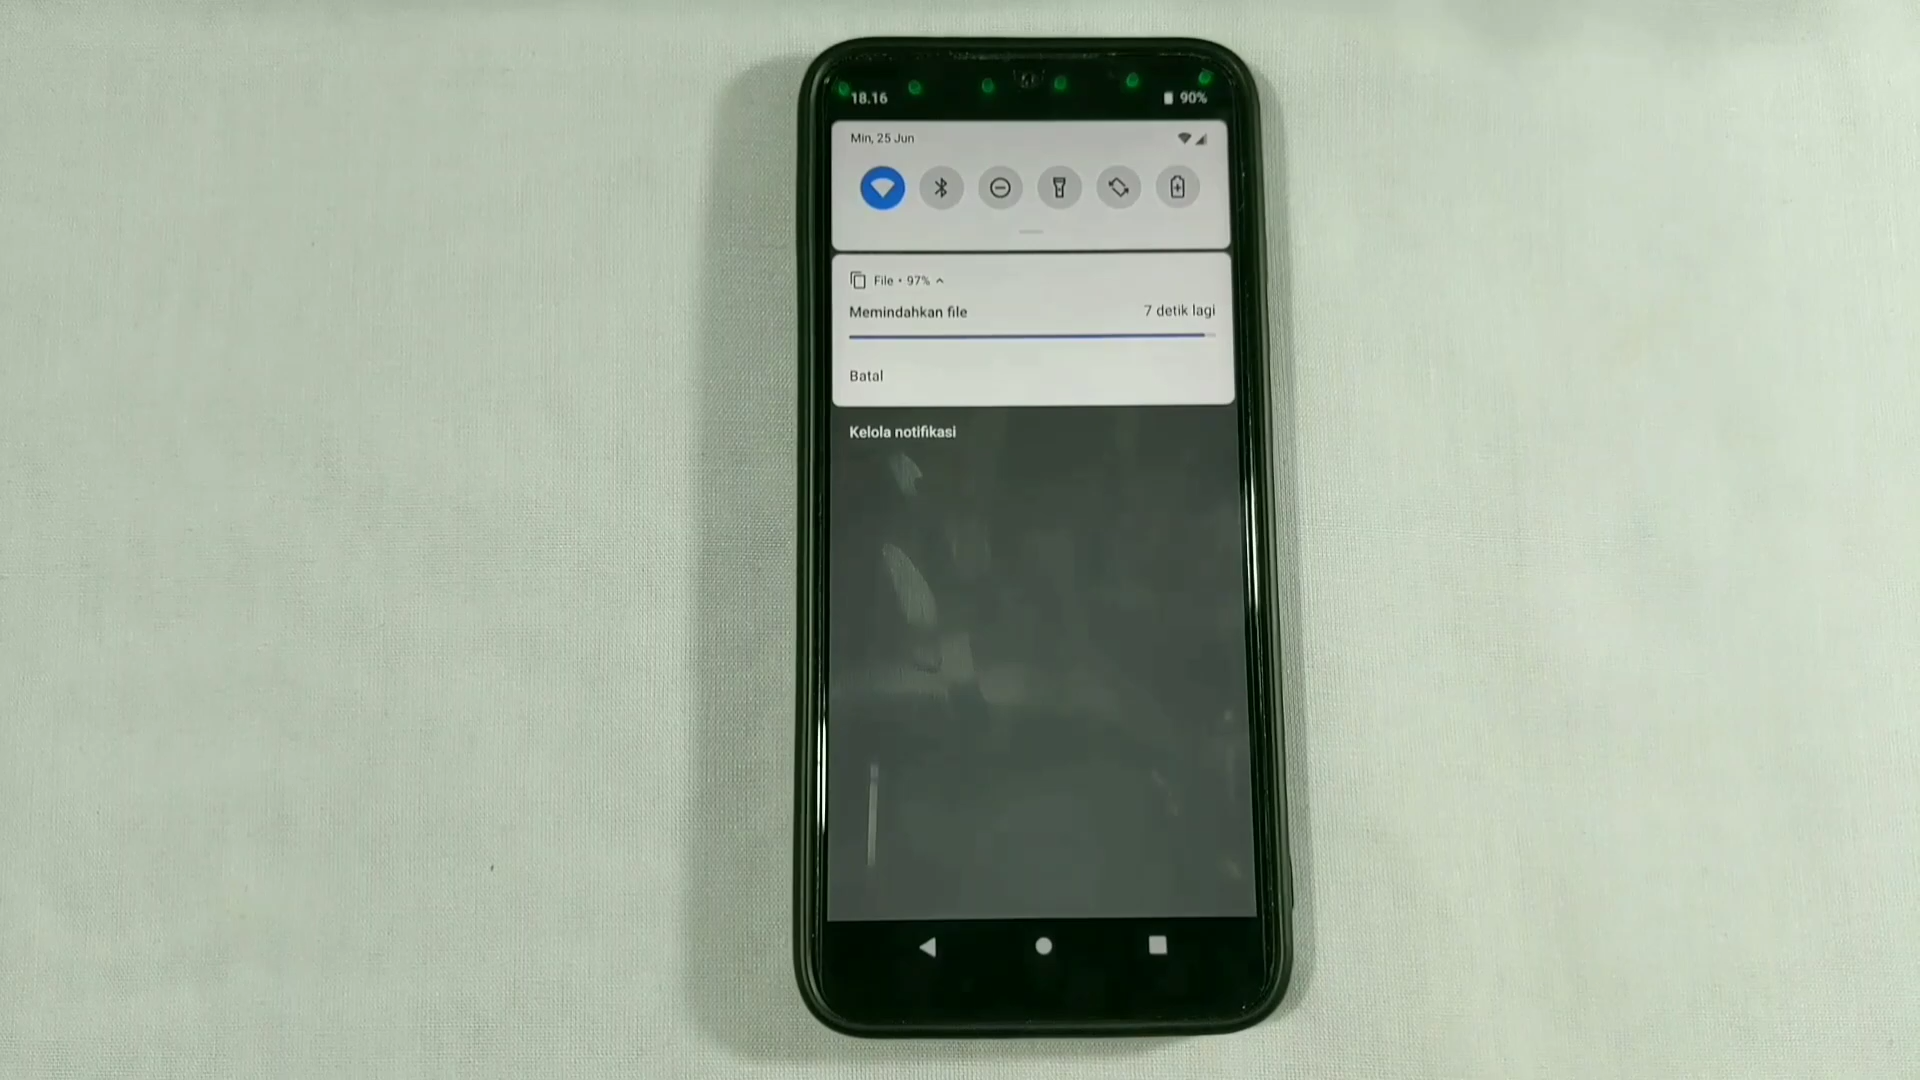 18.16 90%
Min, 25 Jun
File • 97%
Memindahkan file 7 detik lagi
Batal
Kelola notifikasi